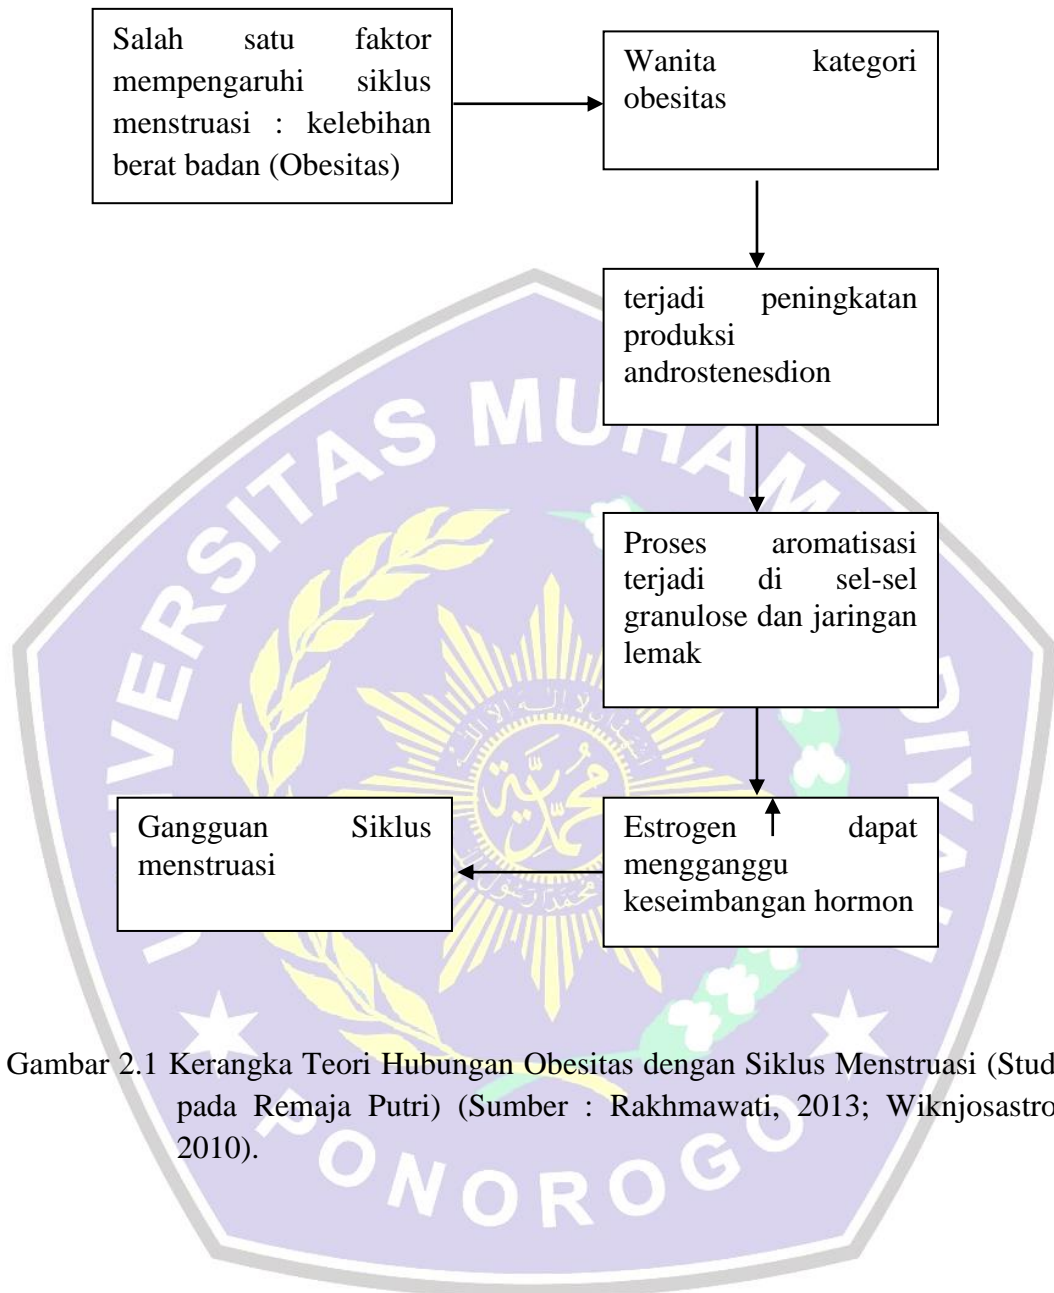 Salah satu faktor
mempengaruhi siklus
menstruasi : kelebihan
berat badan (Obesitas)
Wanita kategori
obesitas
terjadi peningkatan
produksi
androstenesdion
Proses aromatisasi
terjadi di sel-sel
granulose dan jaringan
lemak
Estrogen ↑ dapat
mengganggu
keseimbangan hormon
Gangguan Siklus
menstruasi
Gambar 2.1 Kerangka Teori Hubungan Obesitas dengan Siklus Menstruasi (Stud
pada Remaja Putri) (Sumber : Rakhmawati, 2013; Wiknjosastro
2010).
PONOROGO